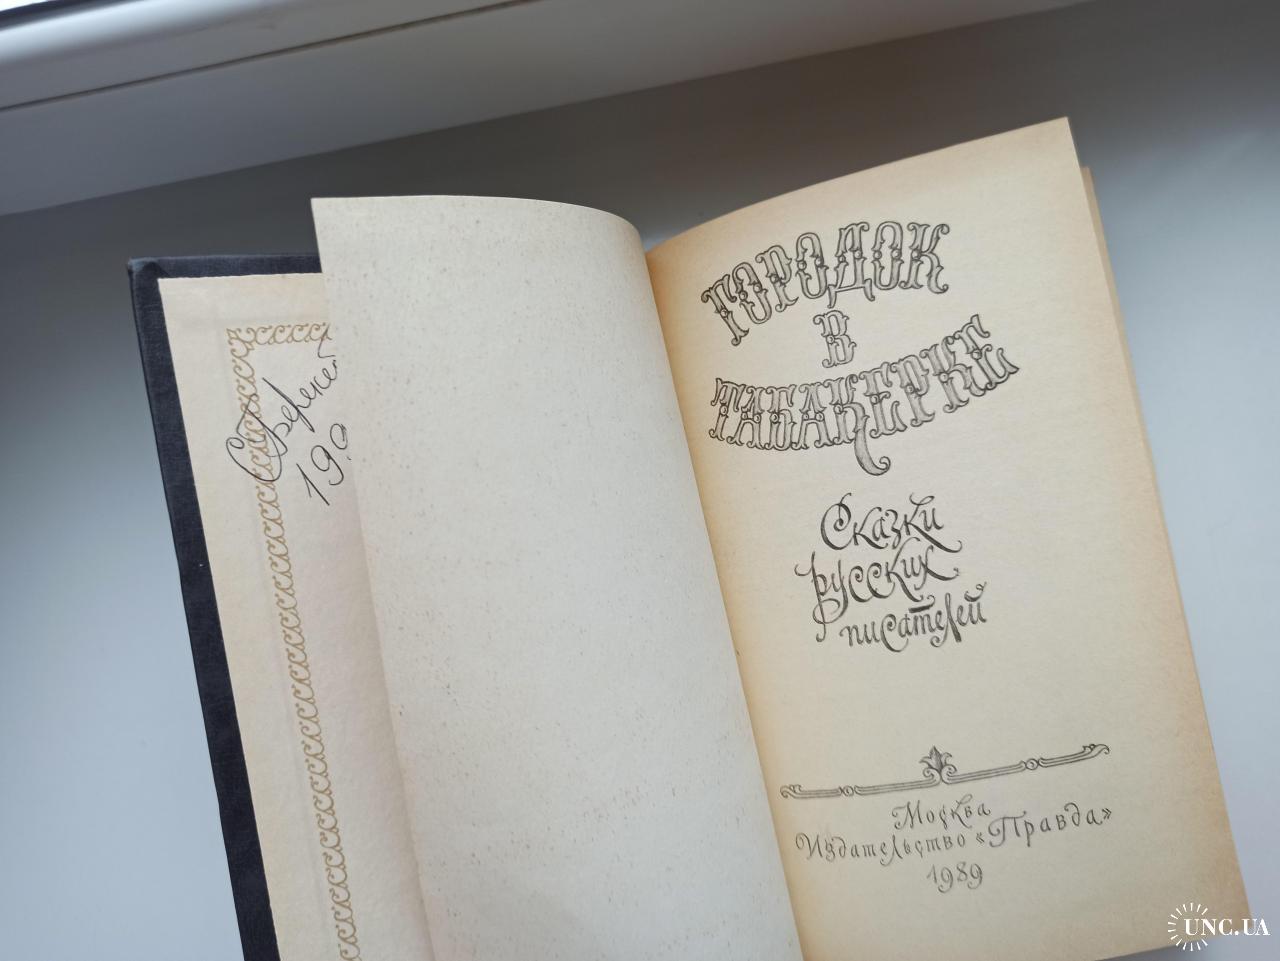 ГОРОДОК
В
ТАБАКЕРКЕ
Сказки
русских
писателей
Москва
Издательство «Правда»
1989
UNC.UA